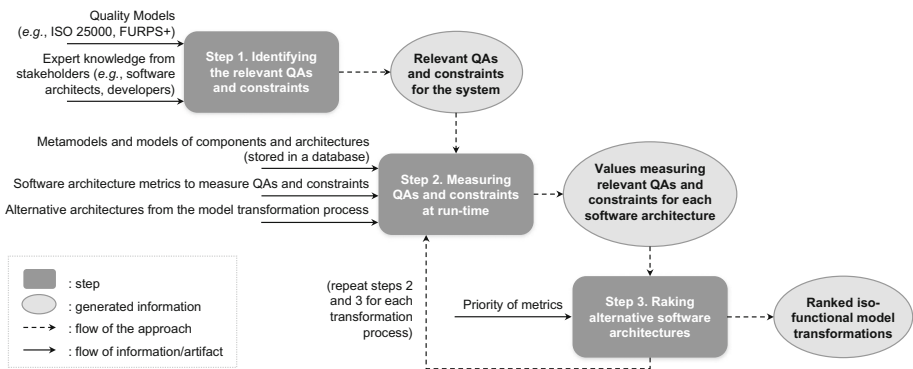 Quality Models
(e.g., ISO 25000, FURPS+)
Expert knowledge from
stakeholders (e.g., software
architects, developers)
Step 1. Identifying
the relevant QAs
and constraints
Relevant QAs
and constraints
for the system
Metamodels and models of components and architectures
(stored in a database)
Software architecture metrics to measure QAs and constraints
Alternative architectures from the model transformation process
Step 2. Measuring
QAs and constraints
at run-time
Values measuring
relevant QAs and
constraints for each
software architecture
(repeat steps 2
and 3 for each
transformation
process)
Priority of metrics
Step 3. Raking
alternative software
architectures
Ranked iso-
functional model
transformations
: step
: generated information
: flow of the approach
: flow of information/artifact